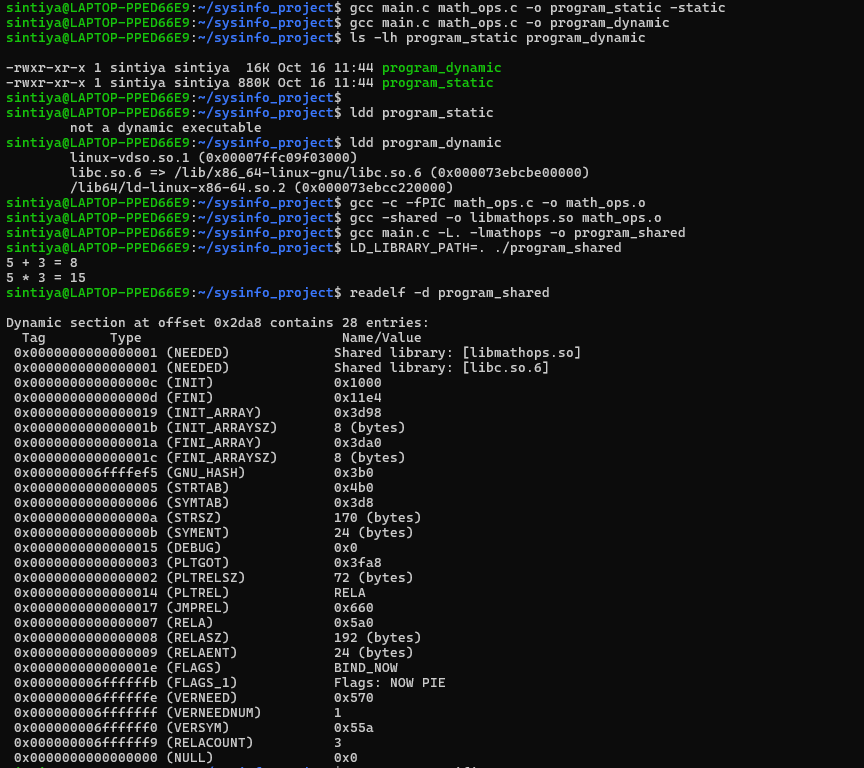 sintiya@LAPTOP-PPED66E9:~/sysinfo_project$ gcc main.c math_ops.c -o program_static -static
sintiya@LAPTOP-PPED66E9:~/sysinfo_project$ gcc main.c math_ops.c -o program_dynamic
sintiya@LAPTOP-PPED66E9:~/sysinfo_project$ ls -lh program_static program_dynamic
-rwxr-xr-x 1 sintiya sintiya  16K Oct 16 11:44 program_dynamic
-rwxr-xr-x 1 sintiya sintiya 880K Oct 16 11:44 program_static
sintiya@LAPTOP-PPED66E9:~/sysinfo_project$
sintiya@LAPTOP-PPED66E9:~/sysinfo_project$ ldd program_static
        not a dynamic executable
sintiya@LAPTOP-PPED66E9:~/sysinfo_project$ ldd program_dynamic
        linux-vdso.so.1 (0x00007ffc09f03000)
        libc.so.6 => /lib/x86_64-linux-gnu/libc.so.6 (0x000073ebcbe00000)
        /lib64/ld-linux-x86-64.so.2 (0x000073ebcc220000)
sintiya@LAPTOP-PPED66E9:~/sysinfo_project$ gcc -c -fPIC math_ops.c -o math_ops.o
sintiya@LAPTOP-PPED66E9:~/sysinfo_project$ gcc -shared -o libmathops.so math_ops.o
sintiya@LAPTOP-PPED66E9:~/sysinfo_project$ gcc main.c -L. -lmathops -o program_shared
sintiya@LAPTOP-PPED66E9:~/sysinfo_project$ LD_LIBRARY_PATH=. ./program_shared
5 + 3 = 8
5 * 3 = 15
sintiya@LAPTOP-PPED66E9:~/sysinfo_project$ readelf -d program_shared
Dynamic section at offset 0x2da8 contains 28 entries:
  Tag        Type                         Name/Value
 0x0000000000000001 (NEEDED)             Shared library: [libmathops.so]
 0x0000000000000001 (NEEDED)             Shared library: [libc.so.6]
 0x000000000000000c (INIT)               0x1000
 0x000000000000000d (FINI)               0x11e4
 0x0000000000000019 (INIT_ARRAY)         0x3d98
 0x000000000000001b (INIT_ARRAYSZ)       8 (bytes)
 0x000000000000001a (FINI_ARRAY)         0x3da0
 0x000000000000001c (FINI_ARRAYSZ)       8 (bytes)
 0x000000006ffffef5 (GNU_HASH)           0x3b0
 0x0000000000000005 (STRTAB)             0x4b0
 0x0000000000000006 (SYMTAB)             0x3d8
 0x000000000000000a (STRSZ)              170 (bytes)
 0x000000000000000b (SYMENT)             24 (bytes)
 0x0000000000000015 (DEBUG)              0x0
 0x0000000000000003 (PLTGOT)             0x3fa8
 0x0000000000000002 (PLTRELSZ)           72 (bytes)
 0x0000000000000014 (PLTREL)             RELA
 0x0000000000000017 (JMPREL)             0x660
 0x0000000000000007 (RELA)               0x5a0
 0x0000000000000008 (RELASZ)             192 (bytes)
 0x0000000000000009 (RELAENT)            24 (bytes)
 0x000000000000001e (FLAGS)              BIND_NOW
 0x000000006ffffffb (FLAGS_1)            Flags: NOW PIE
 0x000000006ffffffe (VERNEED)            0x570
 0x000000006fffffff (VERNEEDNUM)         1
 0x000000006ffffff0 (VERSYM)             0x55a
 0x000000006ffffff9 (RELACOUNT)          3
 0x0000000000000000 (NULL)               0x0